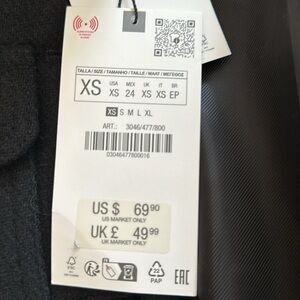 TALLA / SIZE / TAMANHO / TAILLE / MAAT / ΜΕΓΕΘΟΣ
XS
USA MEX UK IT BR
XS 24 XS XS EP
XS S M L XL
ART.: 3046/477/800
03046477800016
US $ 69 90
US MARKET ONLY
UK £ 49 99
UK MARKET ONLY
FSC
22
PAP
EAC